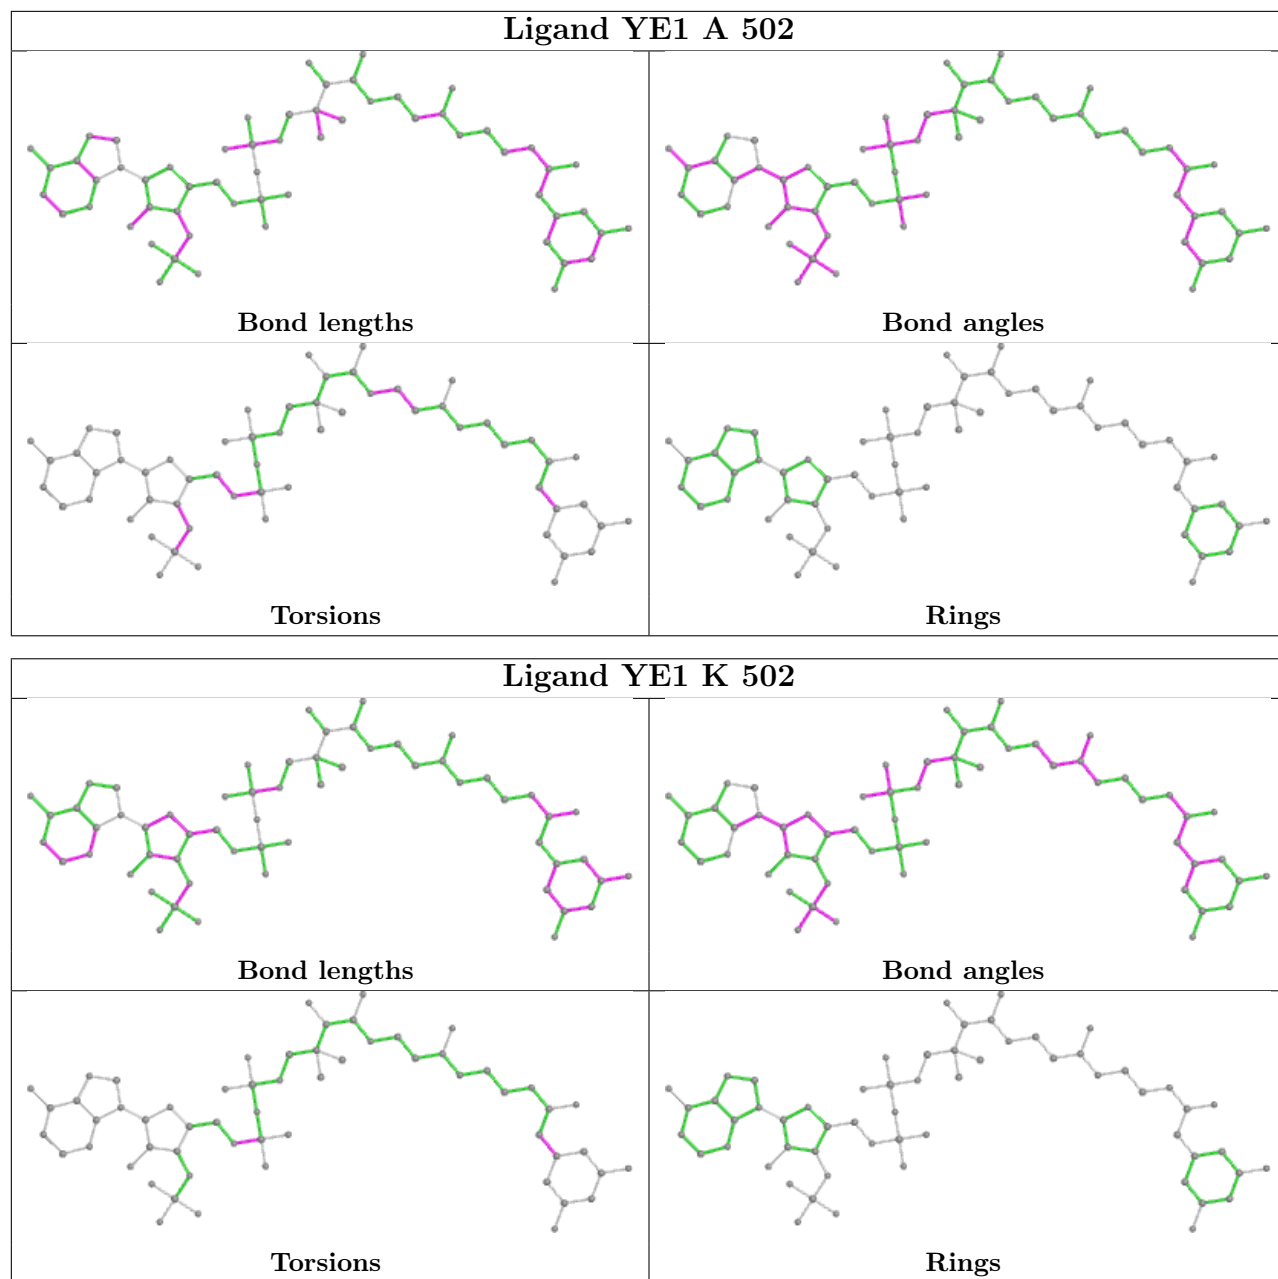 Ligand YE1 A 502
Bond lengths
Bond angles
Torsions
Rings
Ligand YE1 K 502
Bond lengths
Bond angles
Torsions
Rings